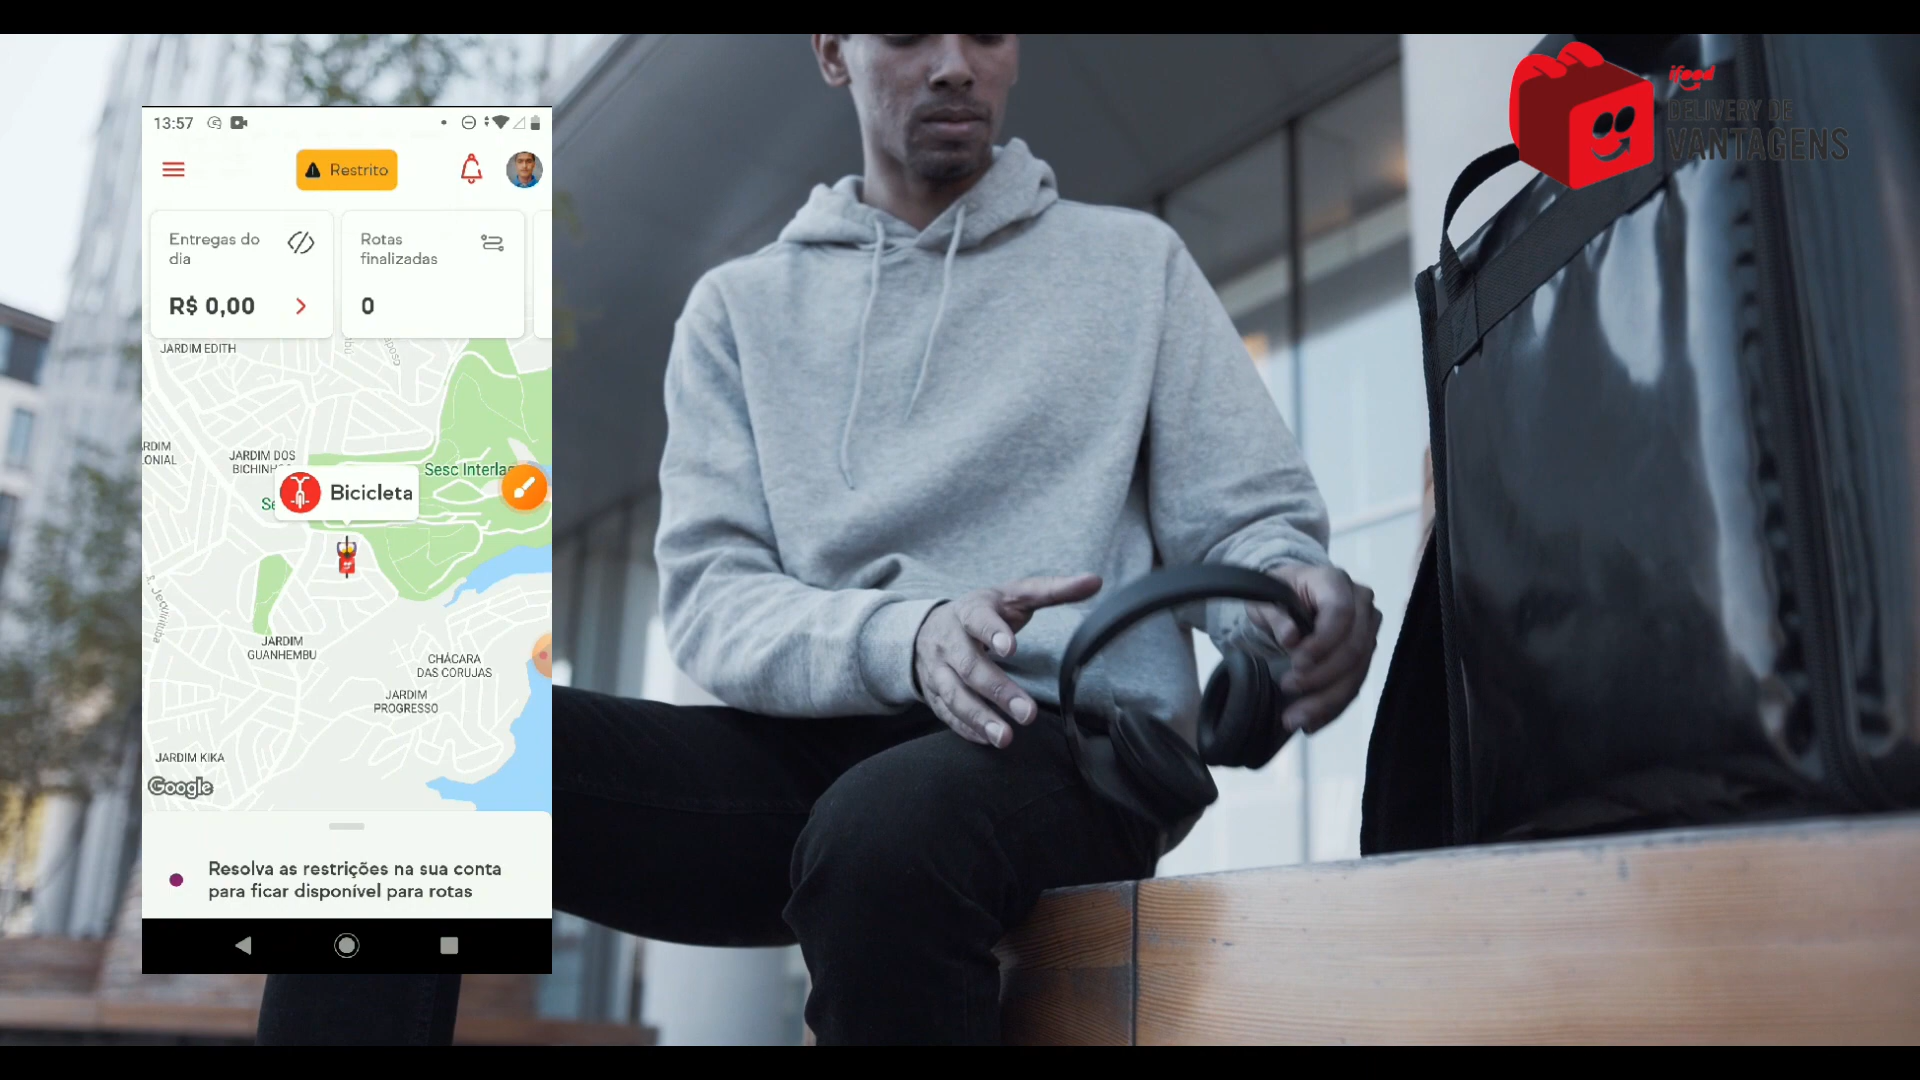 13:57
Restrito
Entregas do
dia
R$ 0,00
Rotas
finalizadas
0
JARDIM EDITH
JARDIM DOS
BICHINHOS
Sesc Interla
Bicicleta
JARDIM
GUANHEMBU
CHÁCARA
DAS CORUJAS
JARDIM
PROGRESSO
JARDIM KIKA
Google
Resolva as restrições na sua conta
para ficar disponível para rotas
ifood
DELIVERY DE
VANTAGENS